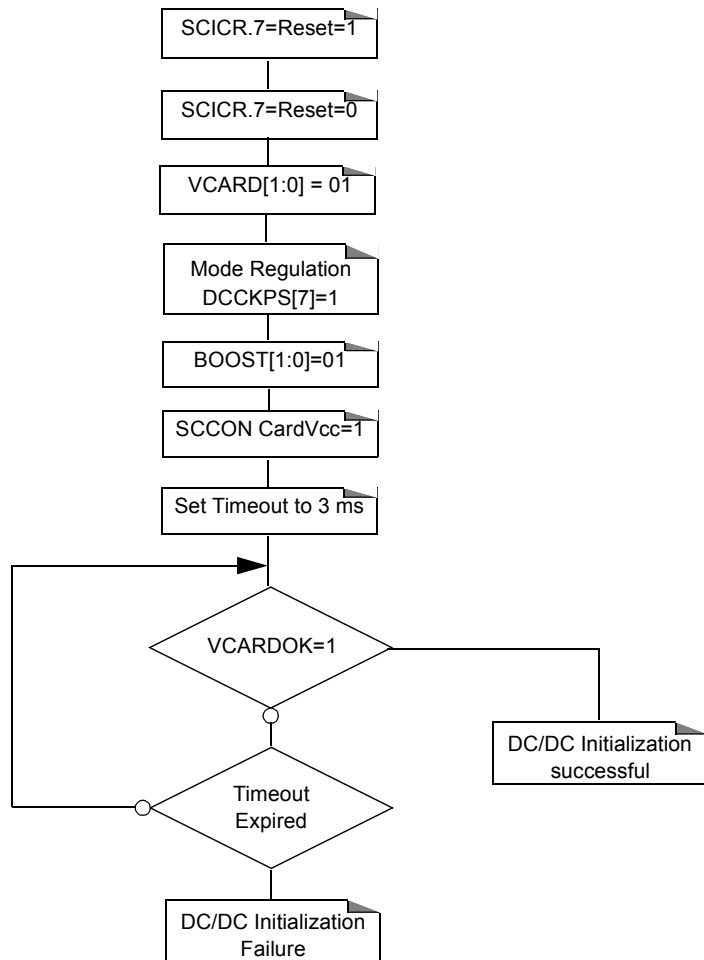 SCICR.7=Reset=1
SCICR.7=Reset=0
VCARD[1:0] = 01
Mode Regulation
DCCKPS[7]=1
BOOST[1:0]=01
SCCON CardVcc=1
Set Timeout to 3 ms
VCARDOK=1
DC/DC Initialization
successful
Timeout
Expired
DC/DC Initialization
Failure